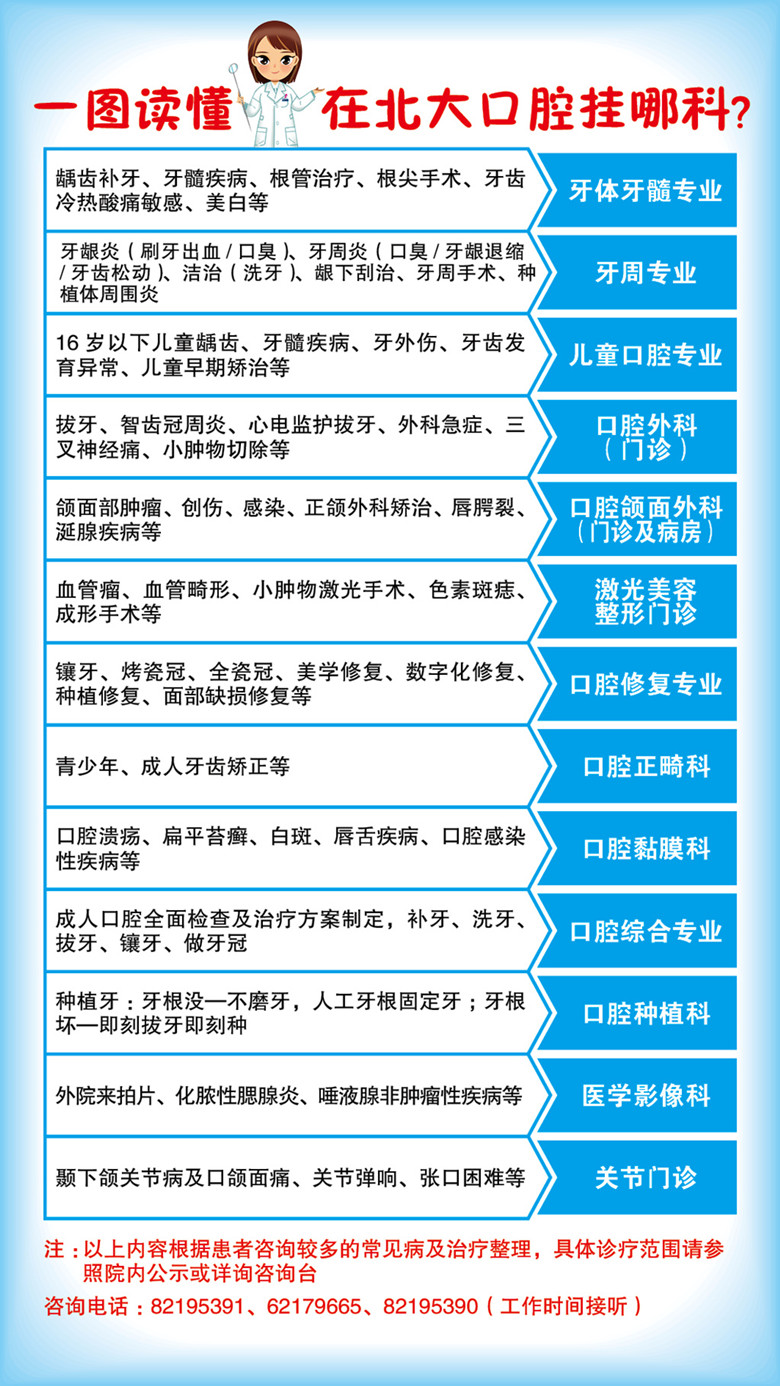 一图读懂 在北大口腔挂哪科?
龋齿补牙、牙髓疾病、根管治疗、根尖手术、牙齿
冷热酸痛敏感、美白等
牙体牙髓专业
牙龈炎（刷牙出血/口臭）、牙周炎（口臭/牙龈退缩
/牙齿松动）、洁治（洗牙）、龈下刮治、牙周手术、种
植体周围炎
牙周专业
16岁以下儿童龋齿、牙髓疾病、牙外伤、牙齿发
育异常、儿童早期矫治等
儿童口腔专业
拔牙、智齿冠周炎、心电监护拔牙、外科急症、三
叉神经痛、小肿物切除等
口腔外科
（门诊）
颌面部肿瘤、创伤、感染、正颌外科矫治、唇腭裂、
涎腺疾病等
口腔颌面外科
（门诊及病房）
血管瘤、血管畸形、小肿物激光手术、色素斑痣、
成形手术等
激光美容
整形门诊
镶牙、烤瓷冠、全瓷冠、美学修复、数字化修复、
种植修复、面部缺损修复等
口腔修复专业
青少年、成人牙齿矫正等
口腔正畸科
口腔溃疡、扁平苔癣、白斑、唇舌疾病、口腔感染
性疾病等
口腔黏膜科
成人口腔全面检查及治疗方案制定，补牙、洗牙、
拔牙、镶牙、做牙冠
口腔综合专业
种植牙：牙根没—不磨牙，人工牙根固定牙；牙根
坏—即刻拔牙即刻种
口腔种植科
外院来拍片、化脓性腮腺炎、唾液腺非肿瘤性疾病等
医学影像科
颞下颌关节病及口颌面痛、关节弹响、张口困难等
关节门诊
注：以上内容根据患者咨询较多的常见病及治疗整理，具体诊疗范围请参
照院内公示或详询咨询台
咨询电话：82195391、62179665、82195390（工作时间接听）